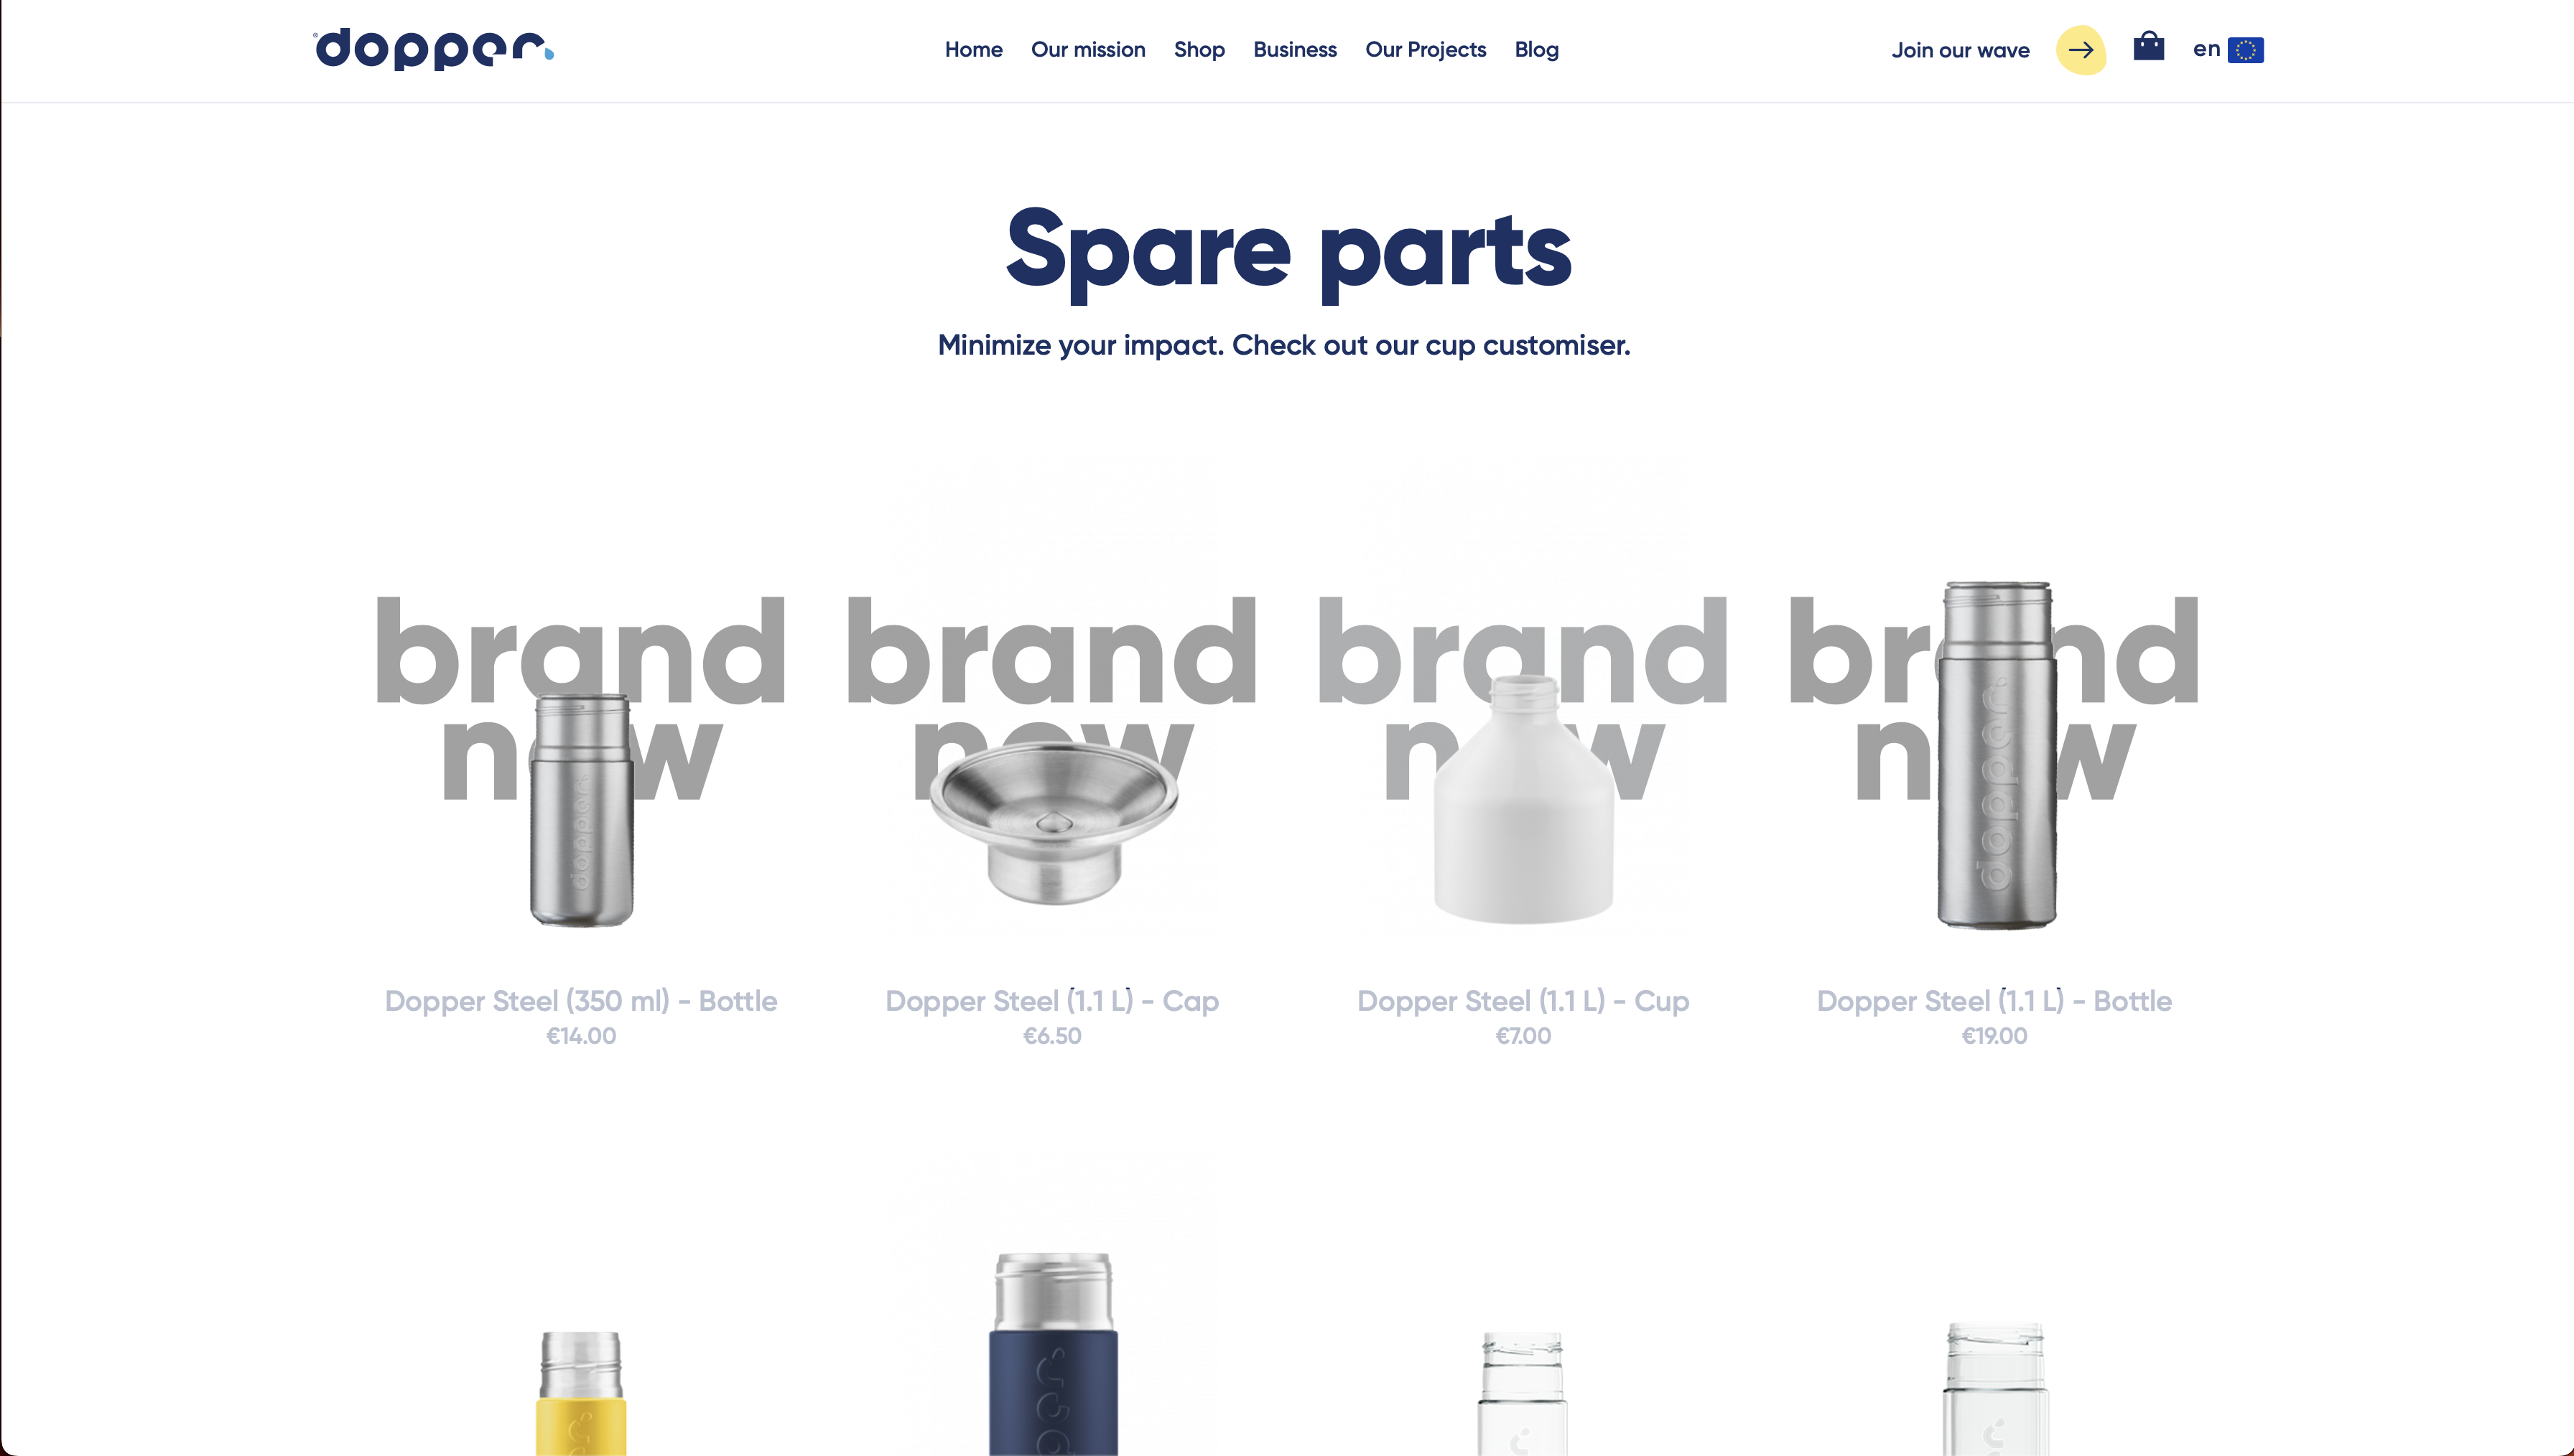 dopper
Home Our mission Shop Business Our Projects Blog
Join our wave
en
Spare parts
Minimize your impact. Check out our cup customiser.
brand
new
dopper
Dopper Steel (350 ml) - Bottle
€14.00
brand
new
Dopper Steel (1.1 L) - Cap
€6.50
brand
new
Dopper Steel (1.1 L) - Cup
€7.00
brand
new
dopper
Dopper Steel (1.1 L) - Bottle
€19.00